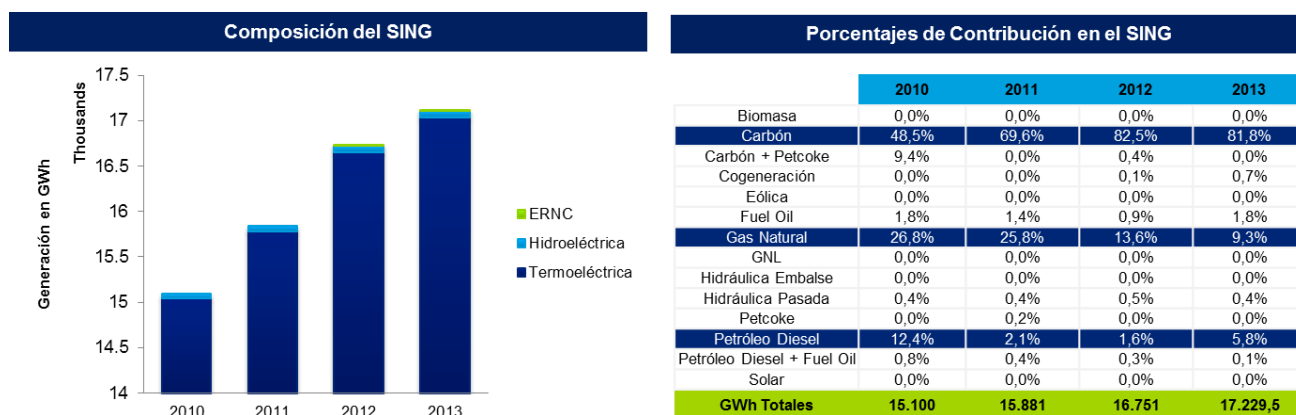 Composición del SING
Thousands
Generación en GWh
17.5
17
16.5
16
15.5
15
14.5
14
2010 2011 2012 2013
ERNC
Hidroeléctrica
Termoeléctrica
Porcentajes de Contribución en el SING
2010 2011 2012 2013
Biomasa 0,0% 0,0% 0,0% 0,0%
Carbón 48,5% 69,6% 82,5% 81,8%
Carbón + Petcoke 9,4% 0,0% 0,4% 0,0%
Cogeneración 0,0% 0,0% 0,1% 0,7%
Eólica 0,0% 0,0% 0,0% 0,0%
Fuel Oil 1,8% 1,4% 0,9% 1,8%
Gas Natural 26,8% 25,8% 13,6% 9,3%
GNL 0,0% 0,0% 0,0% 0,0%
Hidráulica Embalse 0,0% 0,0% 0,0% 0,0%
Hidráulica Pasada 0,4% 0,4% 0,5% 0,4%
Petcoke 0,0% 0,2% 0,0% 0,0%
Petróleo Diesel 12,4% 2,1% 1,6% 5,8%
Petróleo Diesel + Fuel Oil 0,8% 0,4% 0,3% 0,1%
Solar 0,0% 0,0% 0,0% 0,0%
GWh Totales 15.100 15.881 16.751 17.229,5